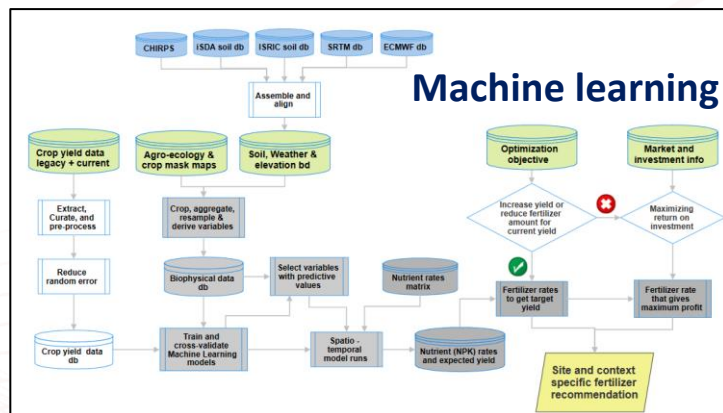 CHIRPS
iSDA soil db
ISRIC soil db
SRTM db
ECMWF db
Assemble and
align
Machine learning
Crop yield data
legacy + current
Agro-ecology &
crop mask maps
Soil, Weather &
elevation bd
Optimization
objective
Market and
investment info
Extract,
Curate, and
pre-process
Crop, aggregate,
resample &
derive variables
Increase yield or
reduce fertilizer
amount for
current yield
Maximizing
return on
investment
Reduce
random error
Biophysical data
db
Select variables
with predictive
values
Nutrient rates
matrix
Fertilizer rates
to get target
yield
Fertilizer rate
that gives
maximum profit
Crop yield data
db
Train and
cross-validate
Machine Learning
models
Spatio -
temporal
model runs
Nutrient (NPK) rates
and expected yield
Site and context
specific fertilizer
recommendation